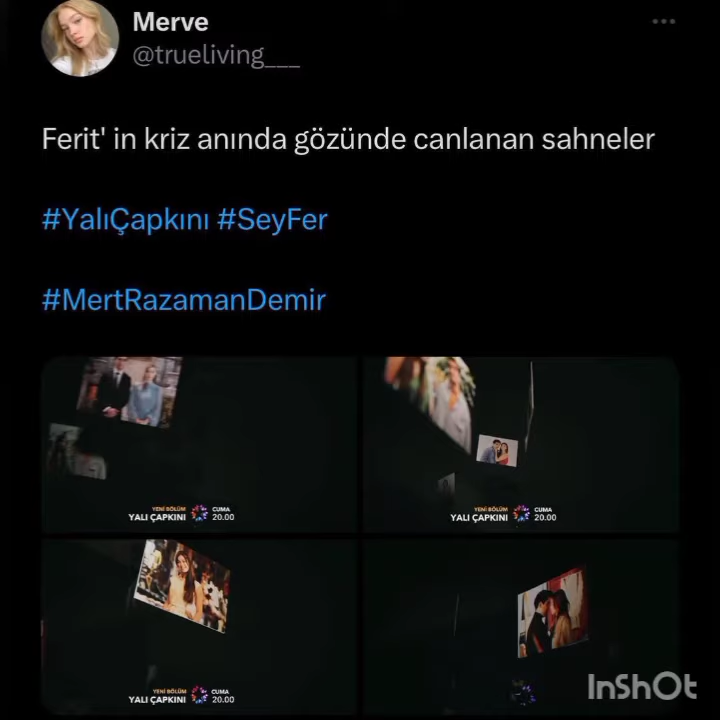 Merve
@trueliving___
Ferit' in kriz anında gözünde canlanan sahneler
#YalıÇapkını #SeyFer
#MertRazamanDemir
YENİ BÖLÜM
YALI ÇAPKINI
CUMA
20.00
YENİ BÖLÜM
YALI ÇAPKINI
CUMA
20.00
YENİ BÖLÜM
YALI ÇAPKINI
CUMA
20.00
InShOt